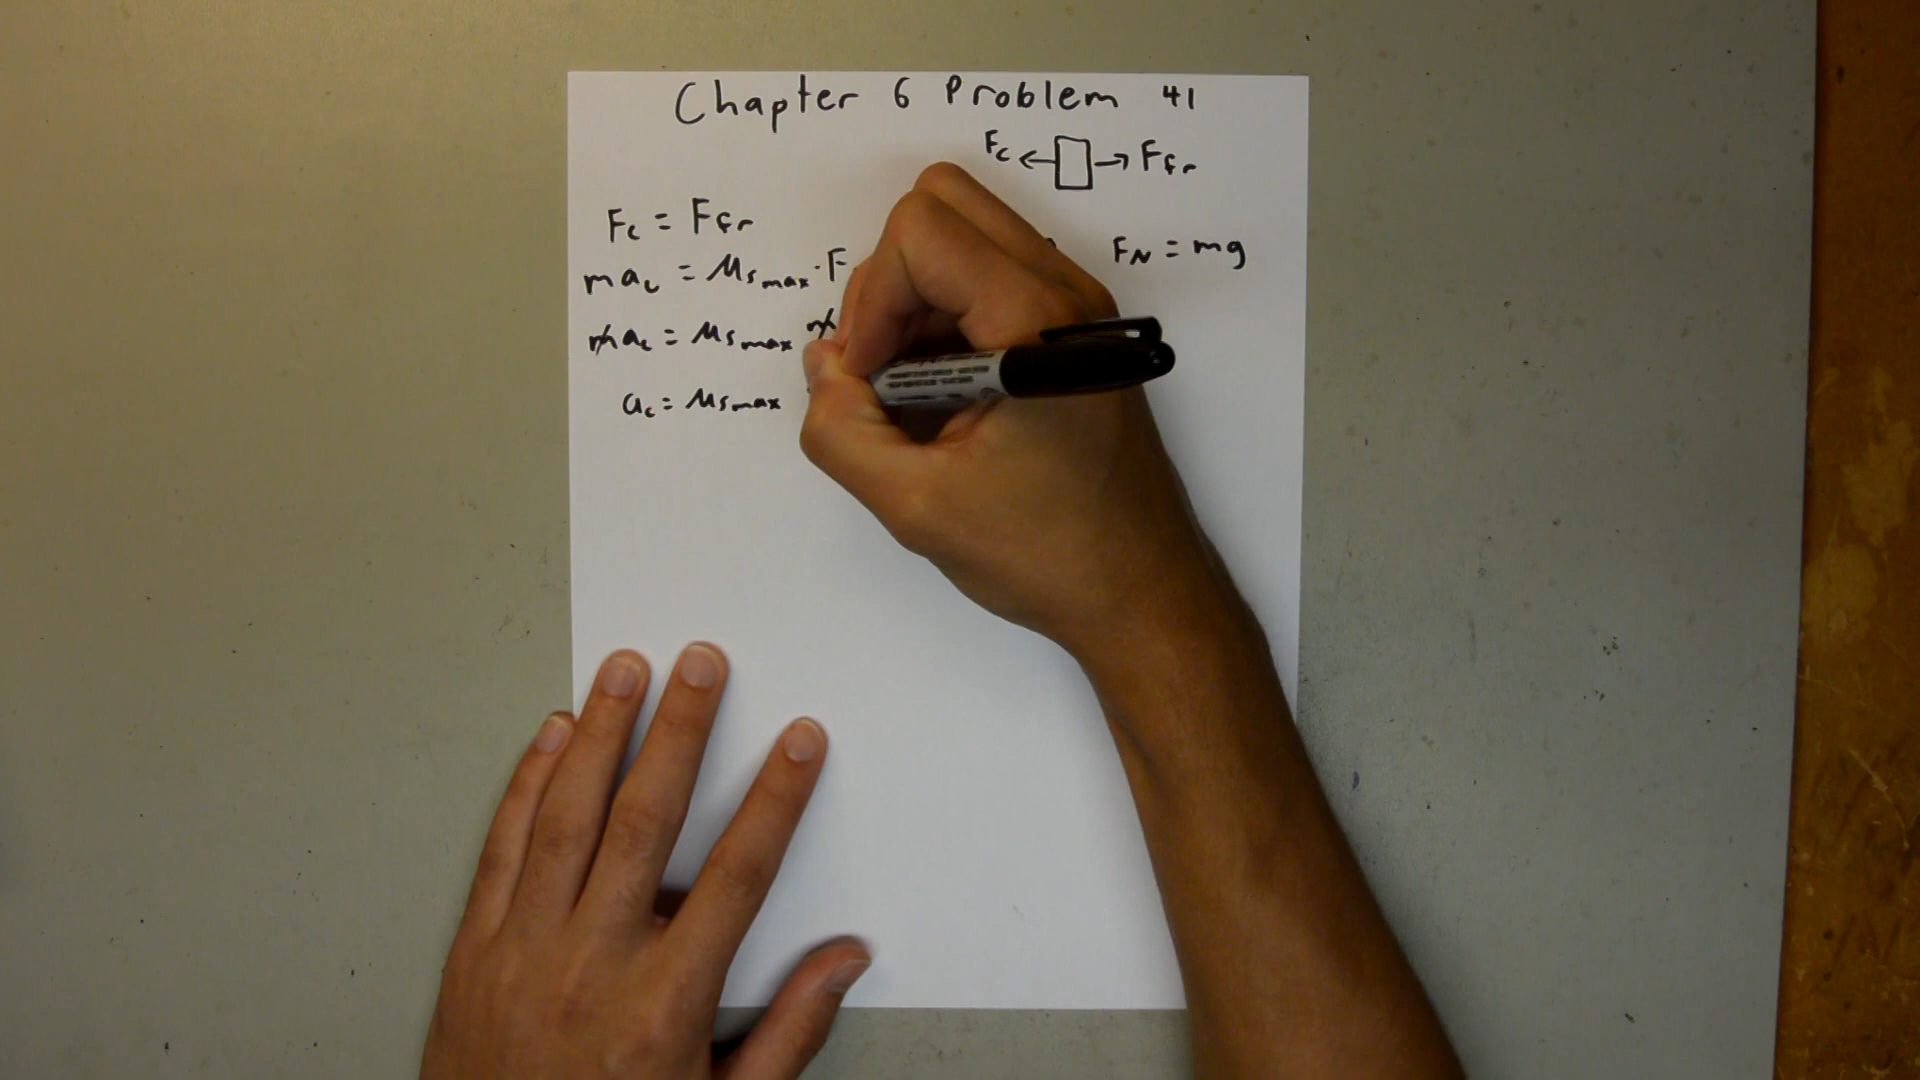 Chapter 6 Problem 41
Fc ← → Ffr
Fc = Ffr
FN = mg
mac = μsmax · F
mac = μsmax m
ac = μsmax